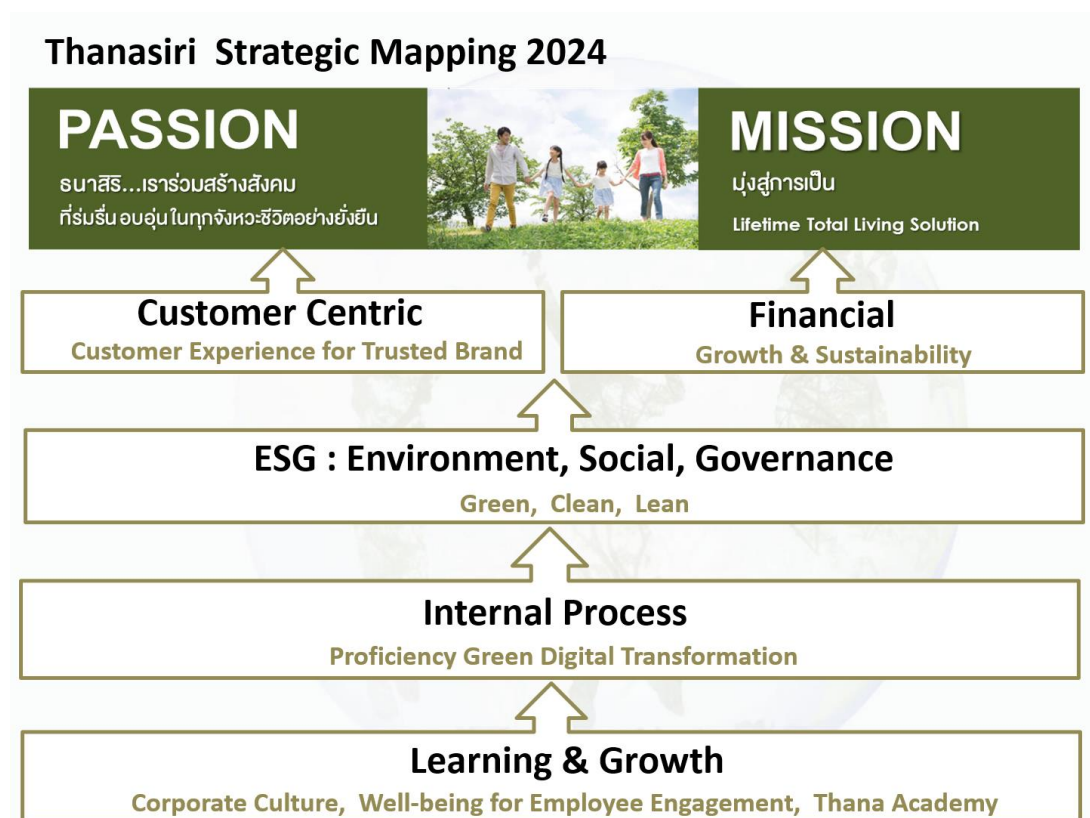 Thanasiri  Strategic Mapping 2024
PASSION
ธนาสิริ...เราร่วมสร้างสังคม
ที่ร่มรื่น อบอุ่น ในทุกจังหวะชีวิตอย่างยั่งยืน
MISSION
มุ่งสู่การเป็น
Lifetime Total Living Solution
Customer Centric
Customer Experience for Trusted Brand
Financial
Growth & Sustainability
ESG : Environment, Social, Governance
Green,  Clean,  Lean
Internal Process
Proficiency Green Digital Transformation
Learning & Growth
Corporate Culture,  Well-being for Employee Engagement,  Thana Academy